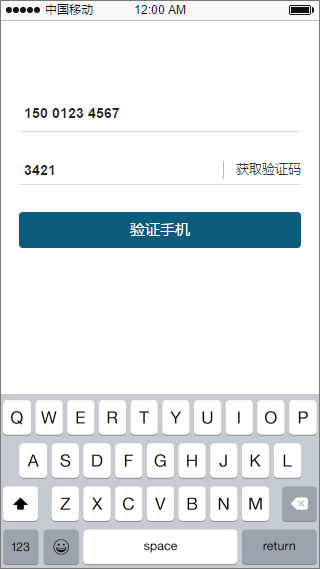 中国移动 12:00 AM
150 0123 4567
3421 获取验证码
验证手机
Q W E R T Y U I O P
A S D F G H J K L
Z X C V B N M
123 space return